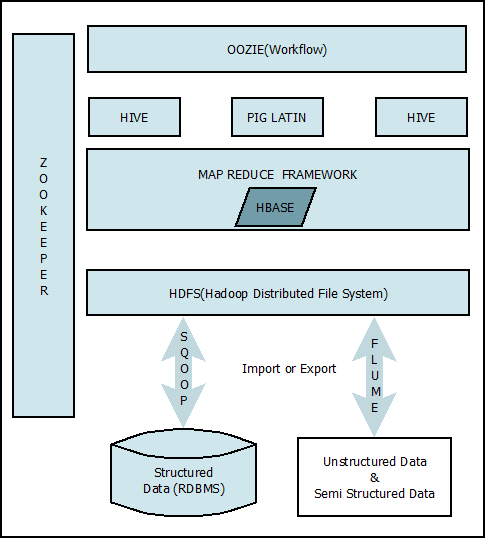 ZOOKEEPER
OOZIE(Workflow)
HIVE
PIG LATIN
HIVE
MAP REDUCE FRAMEWORK
HBASE
HDFS(Hadoop Distributed File System)
SQOOP
Import or Export
FLUME
Structured
Data (RDBMS)
Unstructured Data
&
Semi Structured Data